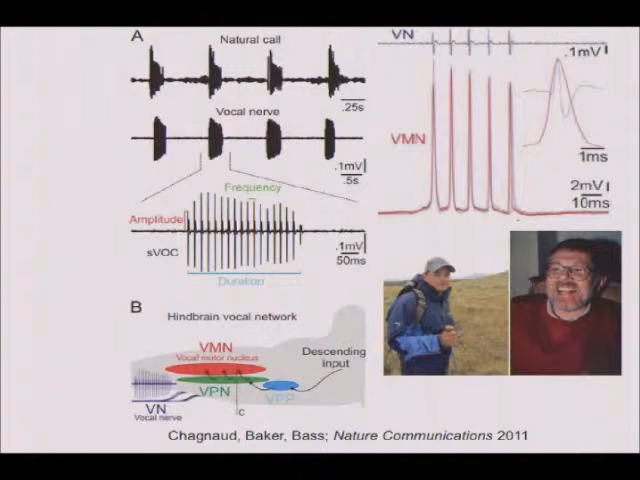 A
Natural call
.25s
Vocal nerve
.1mV
.5s
Frequency
Amplitude
sVOC
.1mV
50ms
Duration
VN
.1mV
VMN
1ms
2mV
10ms
B
Hindbrain vocal network
VMN
Vocal motor nucleus
Descending
input
VPN
VPP
VN
Vocal nerve
C
Chagnaud, Baker, Bass; Nature Communications 2011